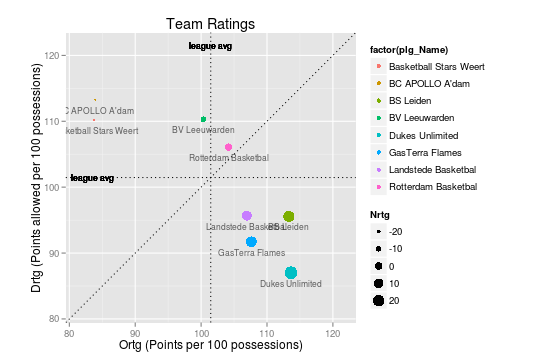 Team Ratings
league avg
120
110
100
90
80
Drtg (Points allowed per 100 possessions)
C APOLLO A'dam
ketball Stars Weert
BV Leeuwarden
Rotterdam Basketbal
league avg
Landstede Basketbal
BS Leiden
GasTerra Flames
Dukes Unlimited
80
90
100
110
120
Ortg (Points per 100 possessions)
factor(plg_Name)
Basketball Stars Weert
BC APOLLO A'dam
BS Leiden
BV Leeuwarden
Dukes Unlimited
GasTerra Flames
Landstede Basketbal
Rotterdam Basketbal
Nrtg
-20
-10
0
10
20